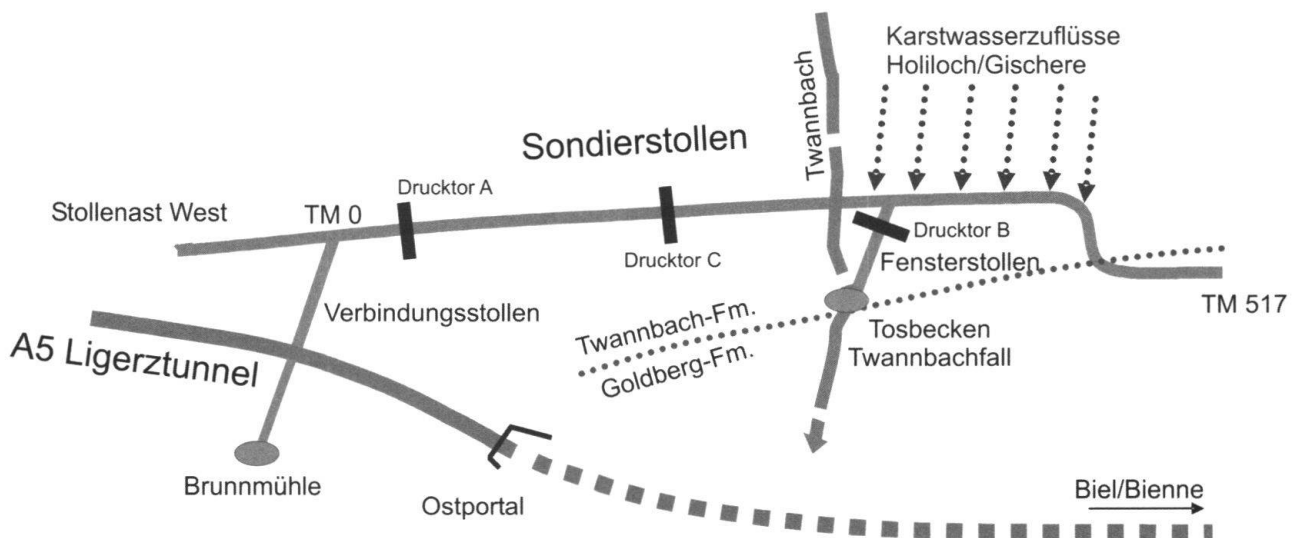 Karstwasserzuflüsse
Holiloch/Gischere
Twannbach
Sondierstollen
Drucktor A
Stollenast West
TM 0
Drucktor B
Drucktor C
Fensterstollen
TM 517
Verbindungsstollen
Twannbach-Fm.
Goldberg-Fm.
Tosbecken
Twannbachfall
A5 Ligerztunnel
Brunnmühle
Ostportal
Biel/Bienne